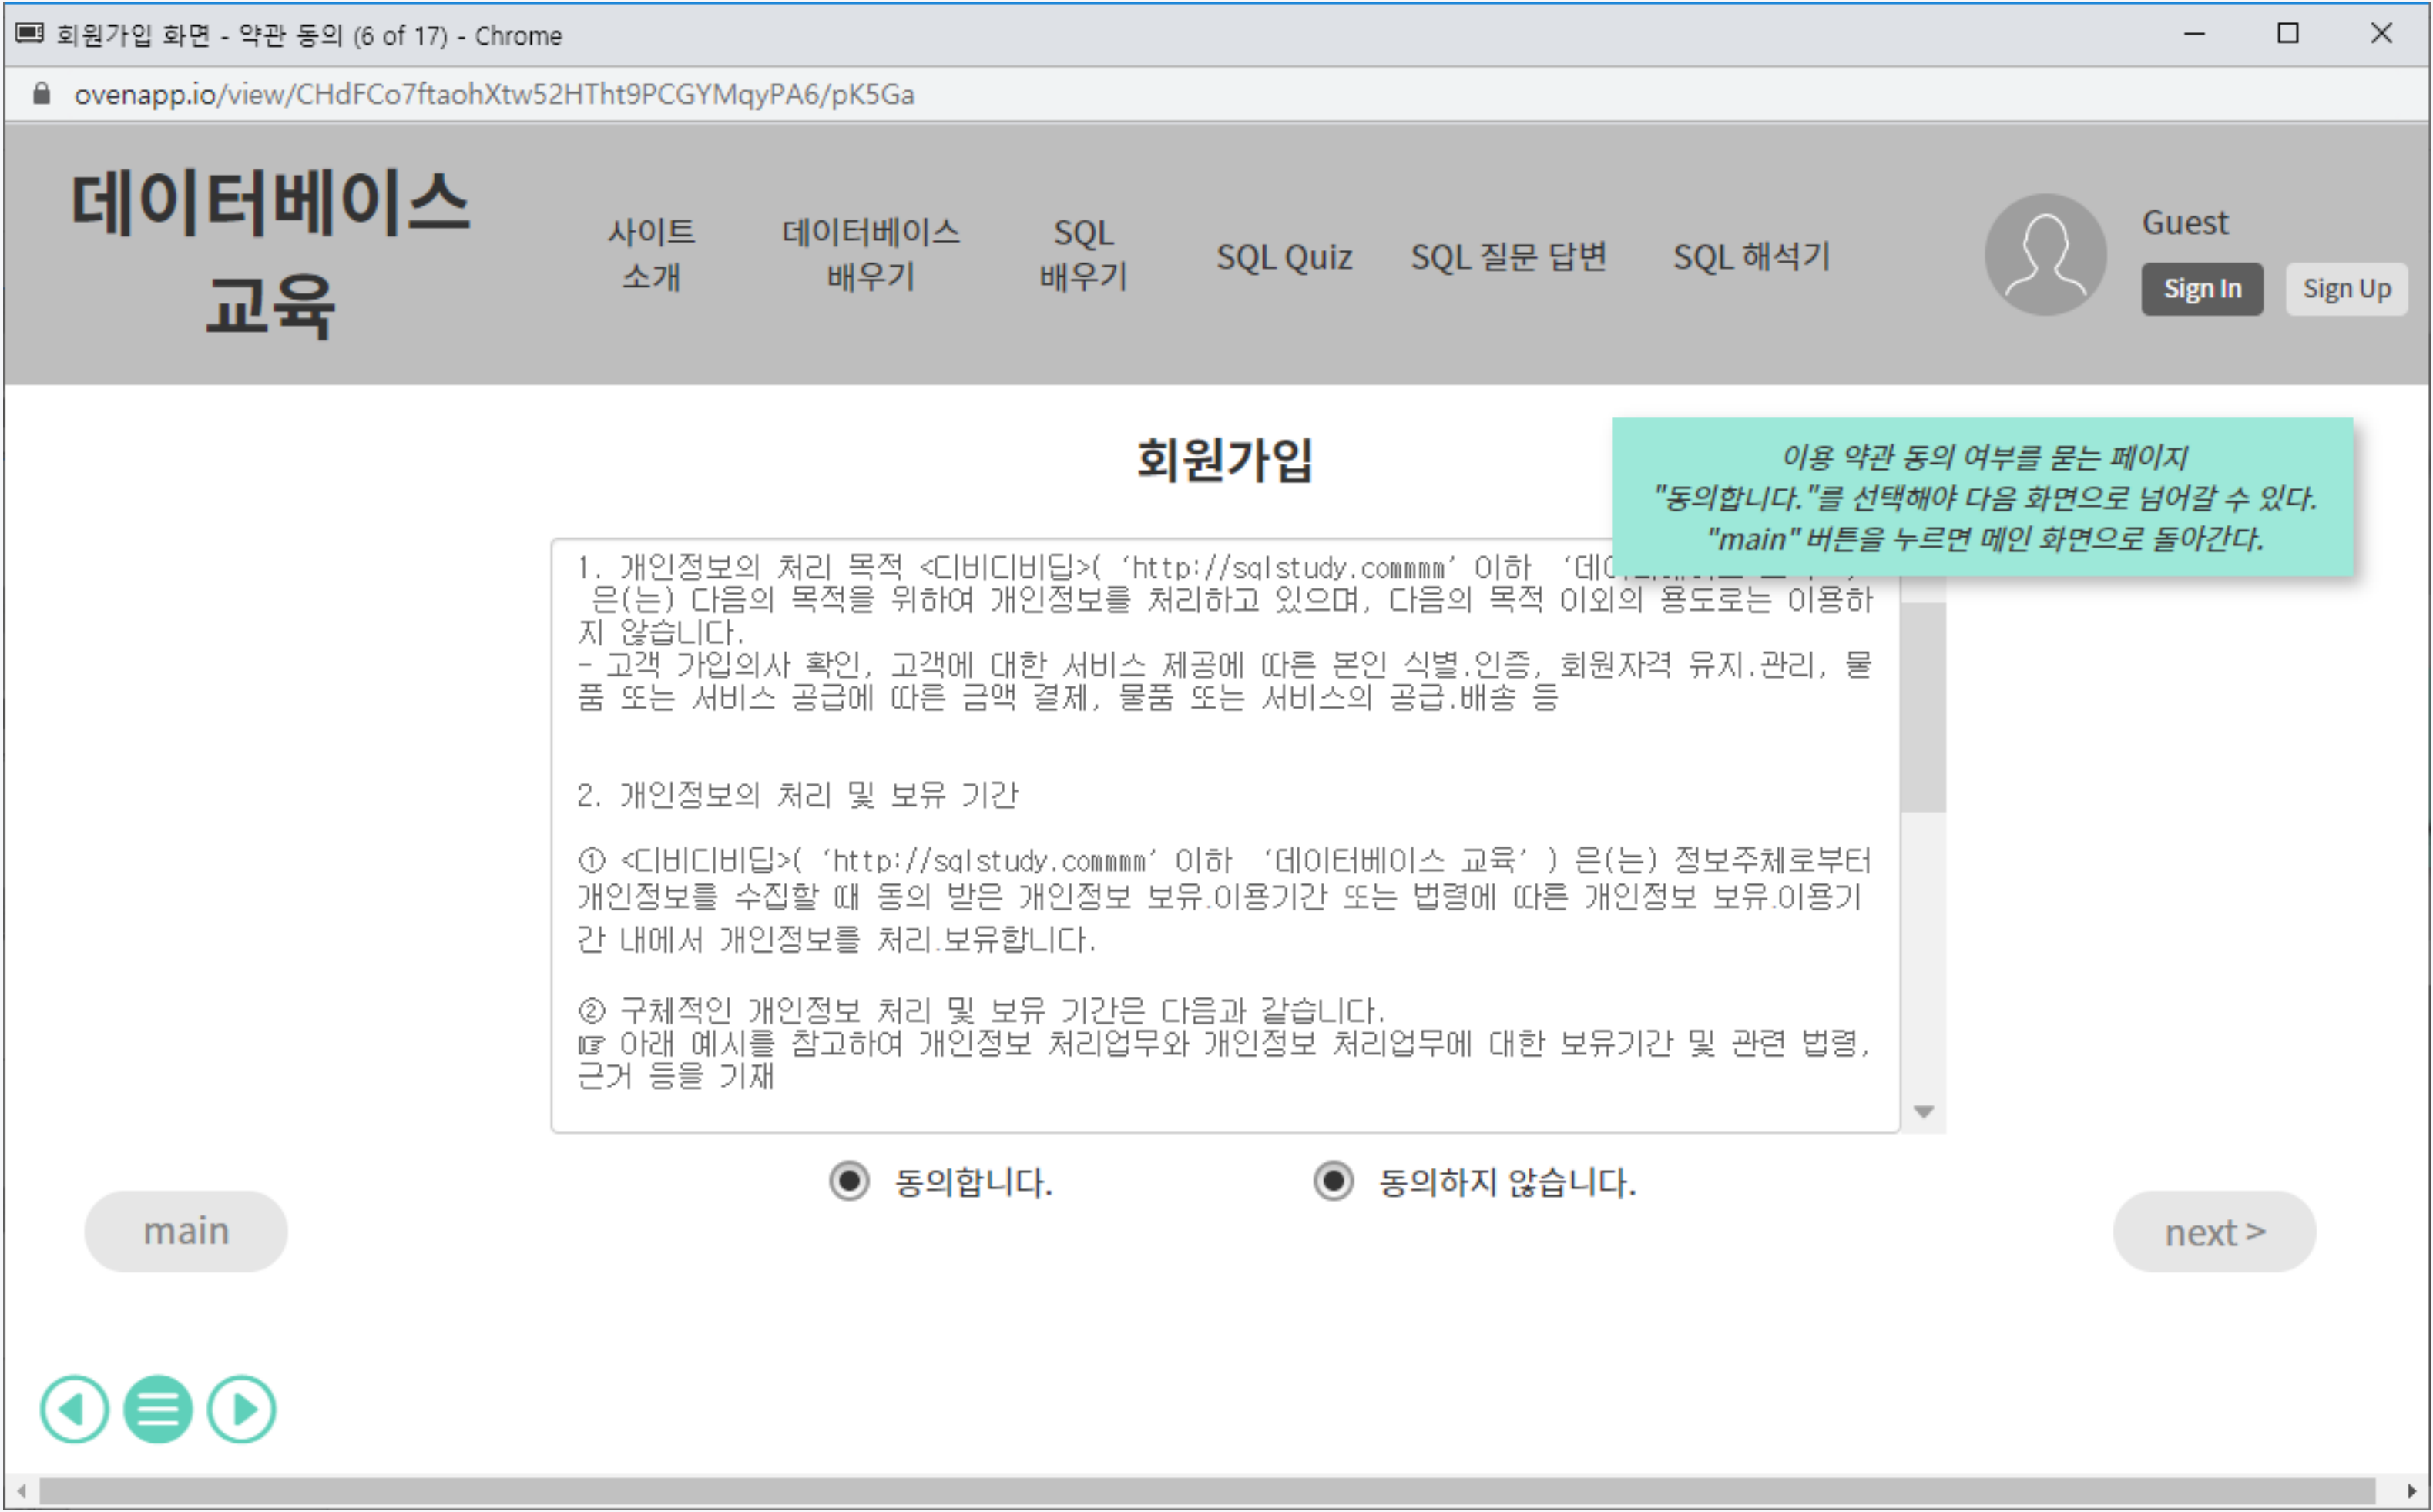 회원가입 화면 - 약관 동의 (6 of 17) - Chrome
ovenapp.io/view/CHdFCo7ftaohXtw52HTht9PCGYMqyPA6/pK5Ga
데이터베이스
교육
사이트
소개
데이터베이스
배우기
SQL
배우기
SQL Quiz
SQL 질문 답변
SQL 해석기
Guest
Sign In
Sign Up
회원가입
이용 약관 동의 여부를 묻는 페이지
"동의합니다."를 선택해야 다음 화면으로 넘어갈 수 있다.
"main" 버튼을 누르면 메인 화면으로 돌아간다.
1. 개인정보의 처리 목적 <디비디비딥>( ‘http://sqlstudy.commmm’ 이하
은(는) 다음의 목적을 위하여 개인정보를 처리하고 있으며, 다음의 목적 이외의 용도로는 이용하
지 않습니다.
- 고객 가입의사 확인, 고객에 대한 서비스 제공에 따른 본인 식별.인증, 회원자격 유지.관리, 물
품 또는 서비스 공급에 따른 금액 결제, 물품 또는 서비스의 공급.배송 등
2. 개인정보의 처리 및 보유 기간
① <디비디비딥>( ‘http://sqlstudy.commmm’ 이하 ‘데이터베이스 교육’ ) 은(는) 정보주체로부터
개인정보를 수집할 때 동의 받은 개인정보 보유.이용기간 또는 법령에 따른 개인정보 보유.이용기
간 내에서 개인정보를 처리.보유합니다.
② 구체적인 개인정보 처리 및 보유 기간은 다음과 같습니다.
☞ 아래 예시를 참고하여 개인정보 처리업무와 개인정보 처리업무에 대한 보유기간 및 관련 법령,
근거 등을 기재
동의합니다.
동의하지 않습니다.
main
next >